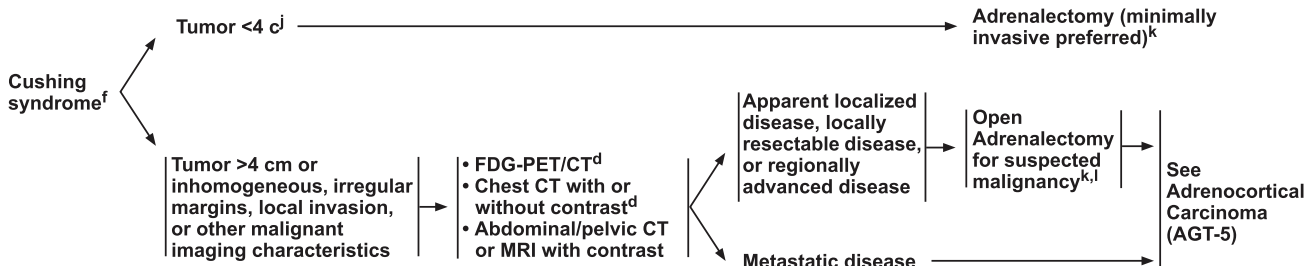 Tumor <4 c^j
Adrenalectomy (minimally
invasive preferred)^k
Cushing
syndrome^f
Tumor >4 cm or
inhomogeneous, irregular
margins, local invasion,
or other malignant
imaging characteristics
• FDG-PET/CT^d
• Chest CT with or
without contrast^d
• Abdominal/pelvic CT
or MRI with contrast
Apparent localized
disease, locally
resectable disease,
or regionally
advanced disease
Open
Adrenalectomy
for suspected
malignancy^k,l
Metastatic disease
See
Adrenocortical
Carcinoma
(AGT-5)